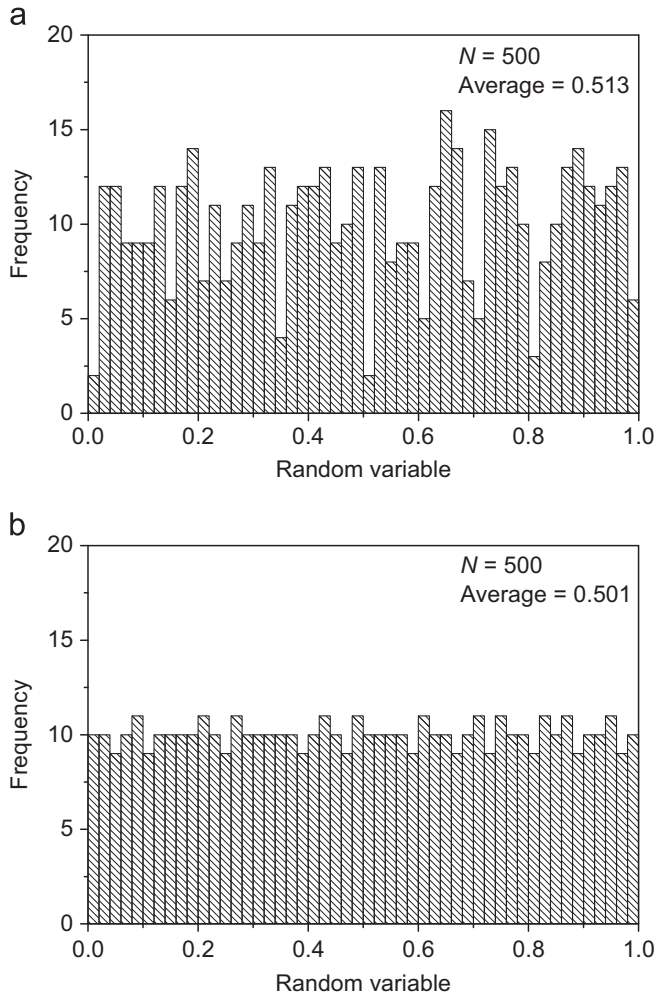 a
20
15
10
5
0
Frequency
N = 500
Average = 0.513
0.0 0.2 0.4 0.6 0.8 1.0
Random variable
b
20
15
10
5
0
Frequency
N = 500
Average = 0.501
0.0 0.2 0.4 0.6 0.8 1.0
Random variable